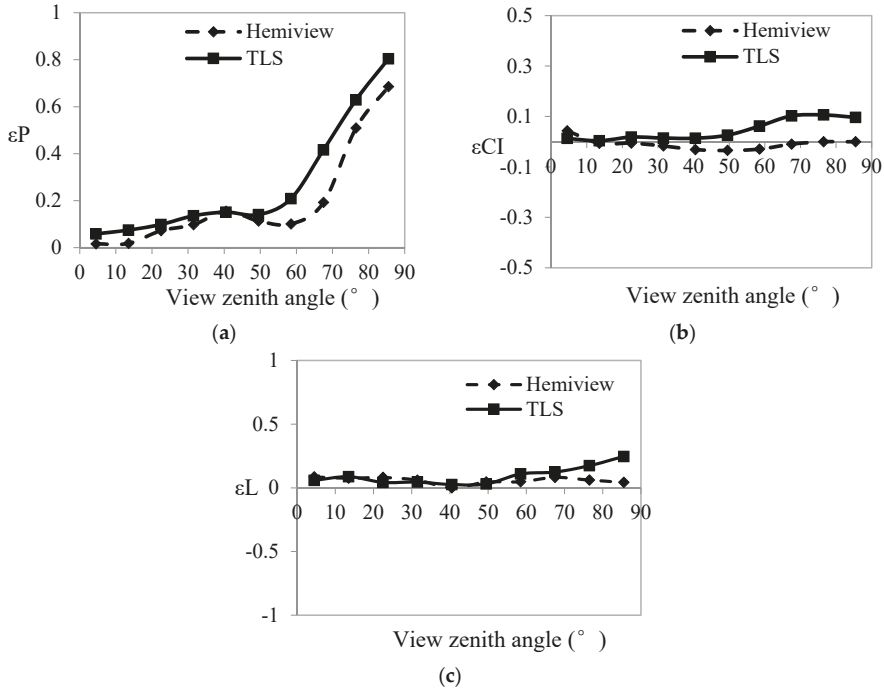 1
0.8
0.6
0.4
0.2
0
εP
Hemiview
TLS
0 10 20 30 40 50 60 70 80 90
View zenith angle (° )
(a)
0.5
0.3
0.1
-0.1
-0.3
-0.5
εCI
Hemiview
TLS
0 10 20 30 40 50 60 70 80 90
View zenith angle (° )
(b)
1
0.5
0
-0.5
-1
εL
Hemiview
TLS
0 10 20 30 40 50 60 70 80 90
View zenith angle (° )
(c)